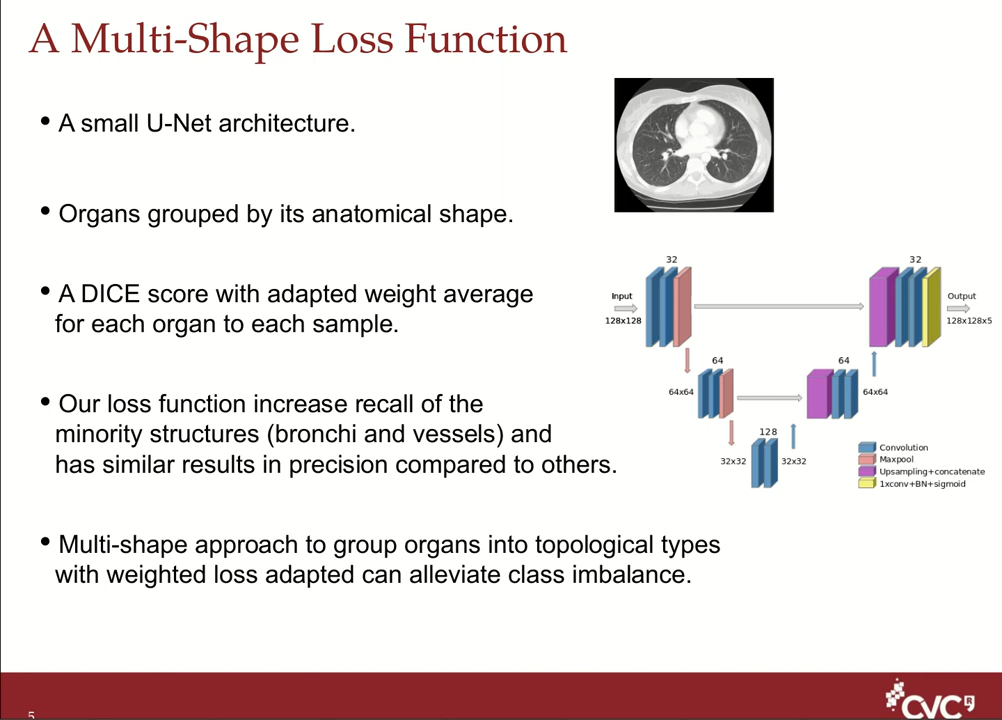 A Multi-Shape Loss Function
• A small U-Net architecture.
• Organs grouped by its anatomical shape.
• A DICE score with adapted weight average
for each organ to each sample.
• Our loss function increase recall of the
minority structures (bronchi and vessels) and
has similar results in precision compared to others.
• Multi-shape approach to group organs into topological types
with weighted loss adapted can alleviate class imbalance.
32
32
Input
128x128
Output
128x128x5
64
64
64x64
64x64
128
32x32
32x32
Convolution
Maxpool
Upsampling+concatenate
1xconv+BN+sigmoid
5
CVC